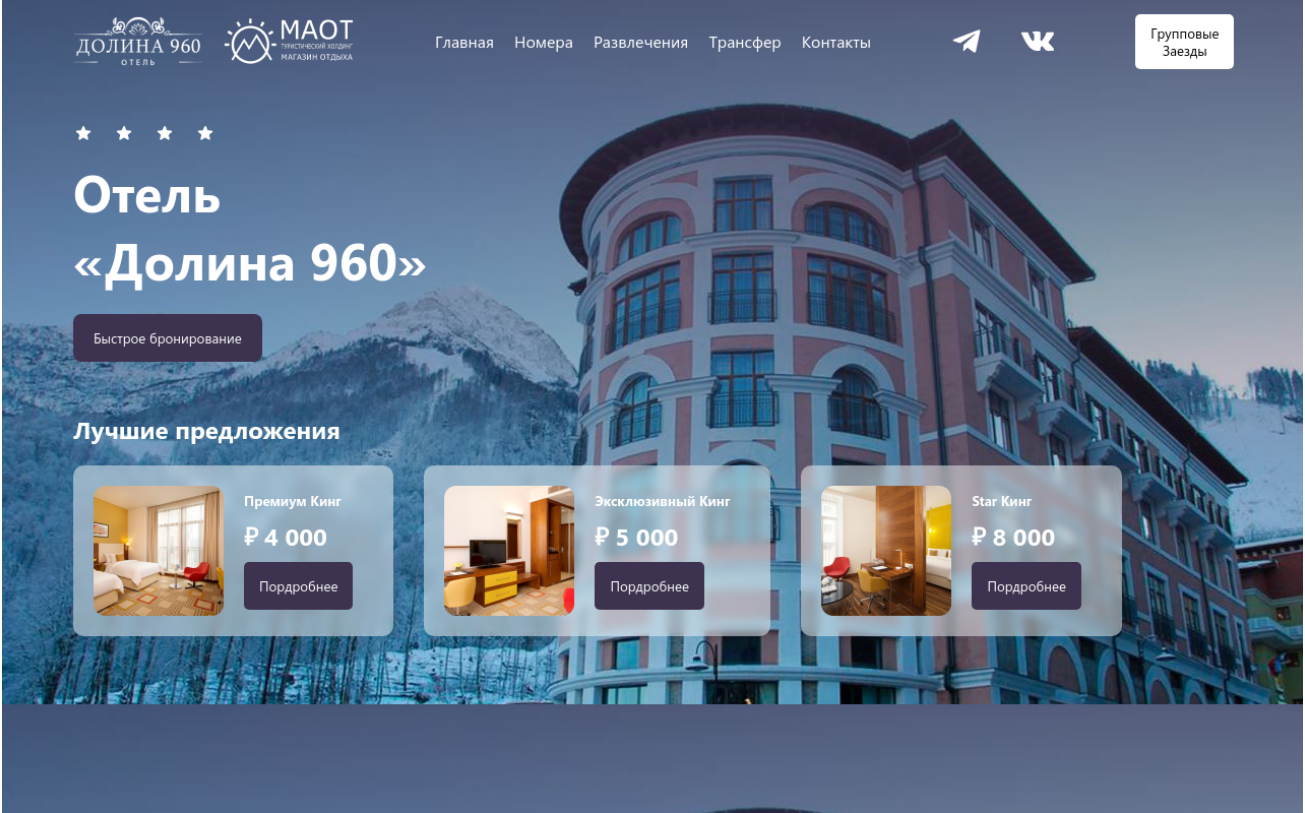 ДОЛИНА 960
ОТЕЛЬ
МАОТ
ТУРИСТИЧЕСКИЙ ХОЛДИНГ
МАГАЗИН ОТДЫХА
Главная Номера Развлечения Трансфер Контакты
Групповые
Заезды
Отель
«Долина 960»
Быстрое бронирование
Лучшие предложения
Премиум Кинг
₽ 4 000
Пордробнее
Эксклюзивный Кинг
₽ 5 000
Пордробнее
Star Кинг
₽ 8 000
Пордробнее